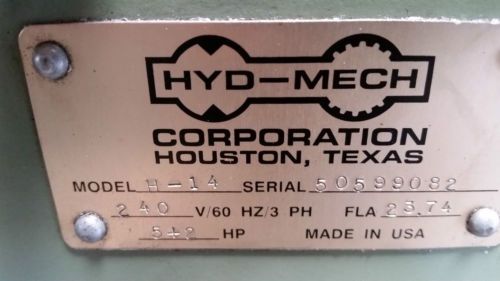 HYD-MECH
CORPORATION
HOUSTON, TEXAS
MODEL H-14 SERIAL 50599082
240 V/60 HZ/3 PH FLA 23.74
5+2 HP MADE IN USA